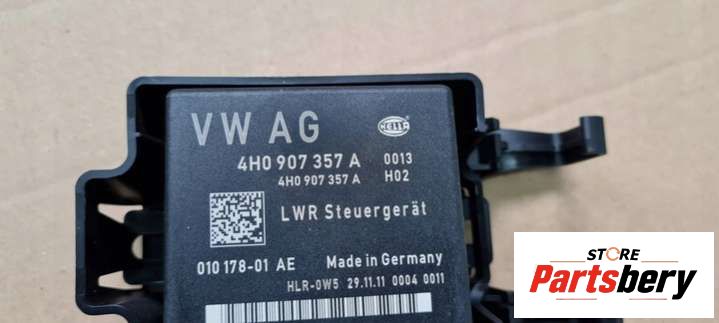 VW AG
HELLA
4H0 907 357 A 0013
4H0 907 357 A H02
LWR Steuergerät
010 178-01 AE Made in Germany
HLR-0W5 29.11.11 0004 0011
STORE
Partsbery